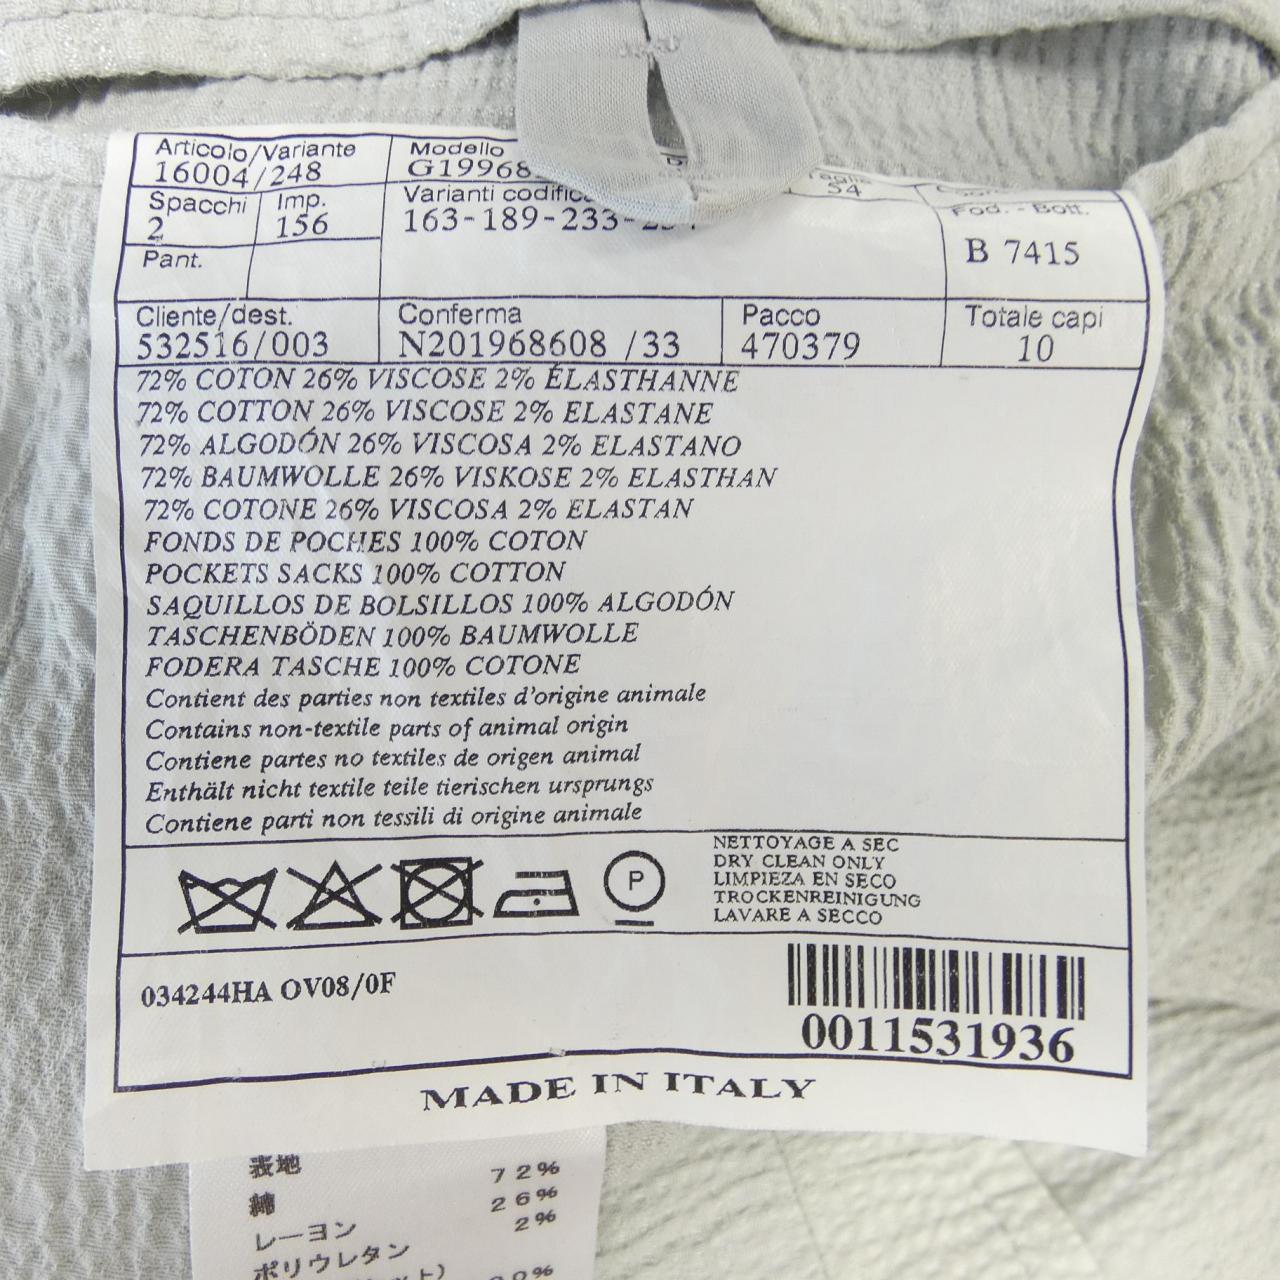 Articolo/Variante Modello Taglia
16004/248 G19968 54
Spacchi Imp. Varianti codific Fod. - Bott.
2 156 163-189-233- B 7415
Pant.
Cliente/dest. Conferma Pacco Totale capi
532516/003 N201968608 /33 470379 10
72% COTON 26% VISCOSE 2% ÉLASTHANNE
72% COTTON 26% VISCOSE 2% ELASTANE
72% ALGODÓN 26% VISCOSA 2% ELASTANO
72% BAUMWOLLE 26% VISKOSE 2% ELASTHAN
72% COTONE 26% VISCOSA 2% ELASTAN
FONDS DE POCHES 100% COTON
POCKETS SACKS 100% COTTON
SAQUILLOS DE BOLSILLOS 100% ALGODÓN
TASCHENBÖDEN 100% BAUMWOLLE
FODERA TASCHE 100% COTONE
Contient des parties non textiles d'origine animale
Contains non-textile parts of animal origin
Contiene partes no textiles de origen animal
Enthält nicht textile teile tierischen ursprungs
Contiene parti non tessili di origine animale
P
NETTOYAGE A SEC
DRY CLEAN ONLY
LIMPIEZA EN SECO
TROCKENREINIGUNG
LAVARE A SECCO
034244HA OV08/0F
0011531936
MADE IN ITALY
表地
綿 72%
レーヨン 26%
ポリウレタン 2%